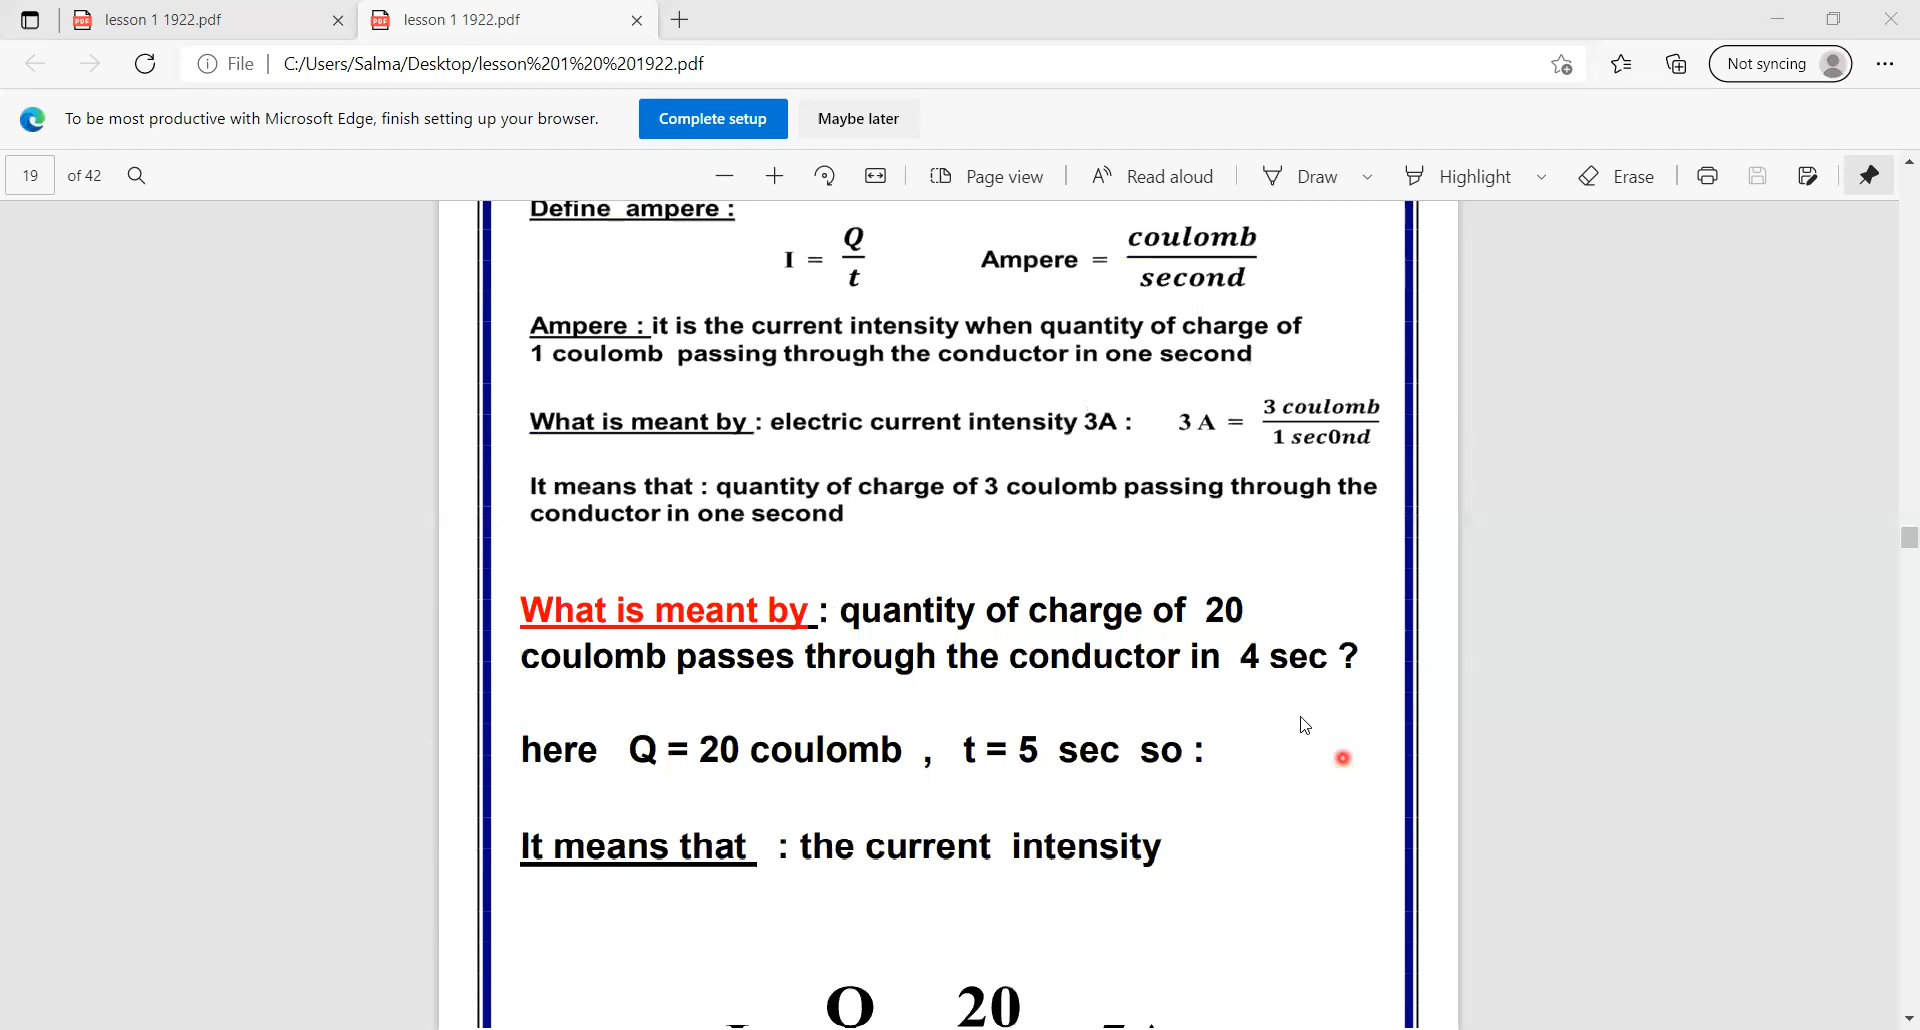 lesson 1 1922.pdf
lesson 1 1922.pdf
File
C:/Users/Salma/Desktop/lesson%201%20%201922.pdf
Not syncing
To be most productive with Microsoft Edge, finish setting up your browser.
Complete setup
Maybe later
19 of 42
Page view
Read aloud
Draw
Highlight
Erase
Define ampere :
I = Q/t Ampere = coulomb/second
Ampere : it is the current intensity when quantity of charge of
1 coulomb passing through the conductor in one second
What is meant by : electric current intensity 3A : 3 A = 3 coulomb/1 sec0nd
It means that : quantity of charge of 3 coulomb passing through the
conductor in one second
What is meant by : quantity of charge of 20
coulomb passes through the conductor in 4 sec ?
here Q = 20 coulomb , t = 5 sec so :
It means that : the current intensity
Q 20